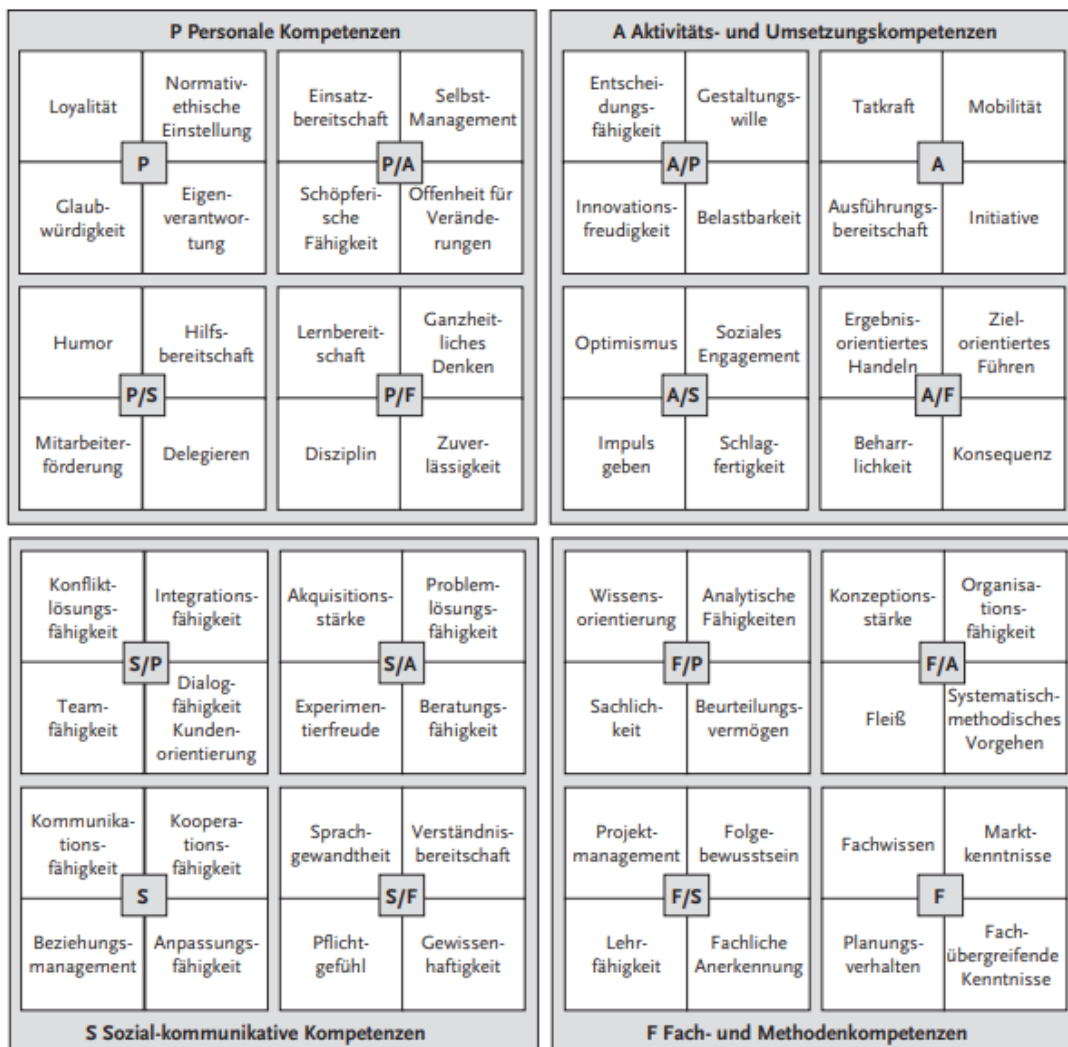 P Personale Kompetenzen
Loyalität
Normativ-
ethische
Einstellung
P
Glaub-
würdigkeit
Eigen-
verantwor-
tung
Einsatz-
bereitschaft
Selbst-
Management
P/A
Schöpferi-
sche
Fähigkeit
Offenheit für
Verände-
rungen
Humor
Hilfs-
bereitschaft
P/S
Mitarbeiter-
förderung
Delegieren
Lernbereit-
schaft
Ganzheit-
liches
Denken
P/F
Disziplin
Zuver-
lässigkeit
A Aktivitäts- und Umsetzungskompetenzen
Entschei-
dungs-
fähigkeit
Gestaltungs-
wille
A/P
Innovations-
freudigkeit
Belastbarkeit
Tatkraft
Mobilität
A
Ausführungs-
bereitschaft
Initiative
Optimismus
Soziales
Engagement
A/S
Impuls
geben
Schlag-
fertigkeit
Ergebnis-
orientiertes
Handeln
Ziel-
orientiertes
Führen
A/F
Beharr-
lichkeit
Konsequenz
Konflikt-
lösungs-
fähigkeit
Integrations-
fähigkeit
S/P
Team-
fähigkeit
Dialog-
fähigkeit
Kunden-
orientierung
Akquisitions-
stärke
Problem-
lösungs-
fähigkeit
S/A
Experimen-
tierfreude
Beratungs-
fähigkeit
Kommunika-
tions-
fähigkeit
Koopera-
tions-
fähigkeit
S
Beziehungs-
management
Anpassungs-
fähigkeit
Sprach-
gewandtheit
Verständnis-
bereitschaft
S/F
Pflicht-
gefühl
Gewissen-
haftigkeit
S Sozial-kommunikative Kompetenzen
Wissens-
orientierung
Analytische
Fähigkeiten
F/P
Sachlich-
keit
Beurteilungs-
vermögen
Konzeptions-
stärke
Organisa-
tions-
fähigkeit
F/A
Fleiß
Systematisch-
methodisches
Vorgehen
Projekt-
management
Folge-
bewusstsein
F/S
Lehr-
fähigkeit
Fachliche
Anerkennung
Fachwissen
Markt-
kenntnisse
F
Planungs-
verhalten
Fach-
übergreifende
Kenntnisse
F Fach- und Methodenkompetenzen